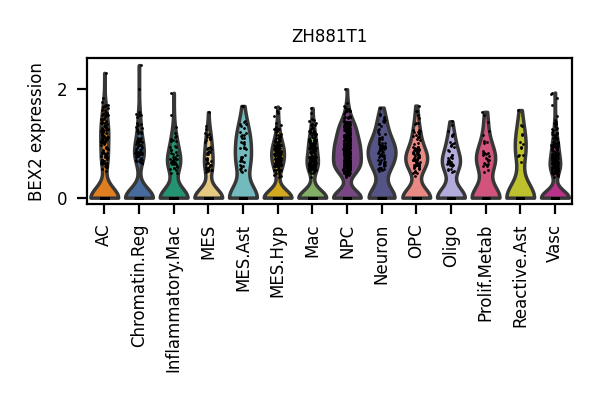 ZH881T1
BEX2 expression
2
0
AC
Chromatin.Reg
Inflammatory.Mac
MES
MES.Ast
MES.Hyp
Mac
NPC
Neuron
OPC
Oligo
Prolif.Metab
Reactive.Ast
Vasc